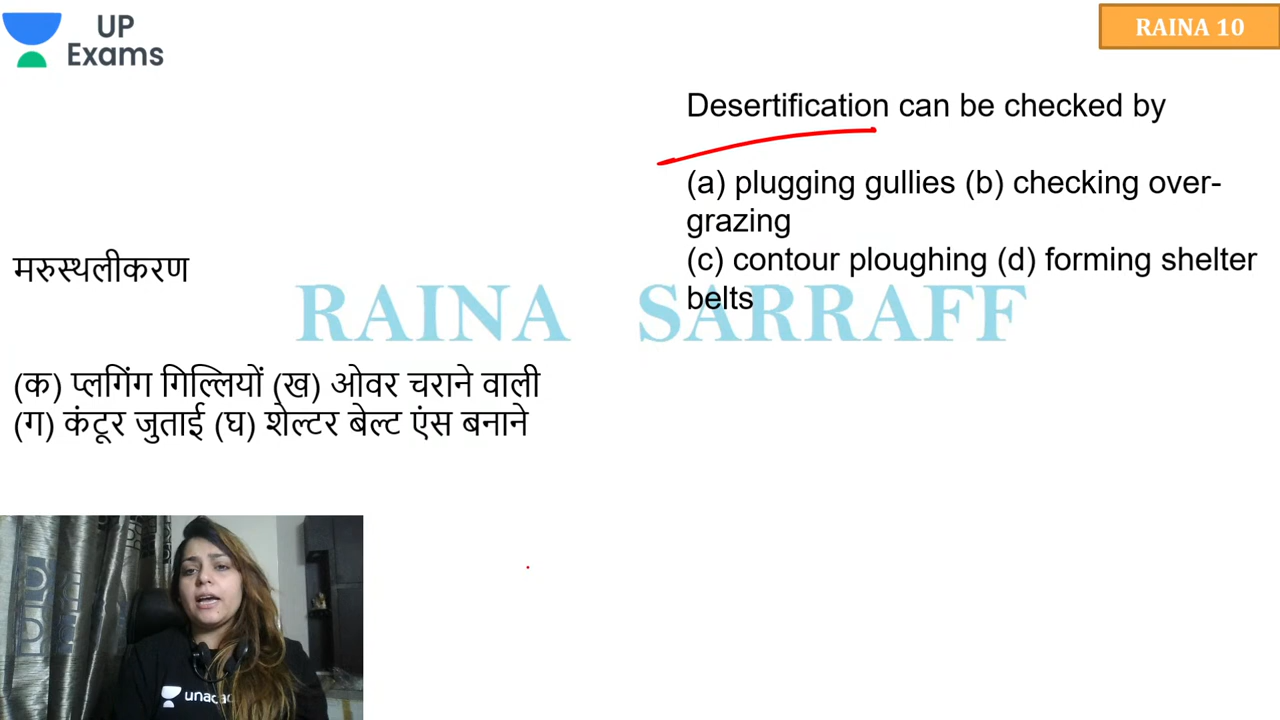 UP
Exams
RAINA 10
Desertification can be checked by
(a) plugging gullies (b) checking over-
grazing
(c) contour ploughing (d) forming shelter
belts
मरुस्थलीकरण
RAINA SARRAFF
(क) प्लगिंग गिल्लियों (ख) ओवर चराने वाली
(ग) कंटूर जुताई (घ) शेल्टर बेल्ट एंस बनाने